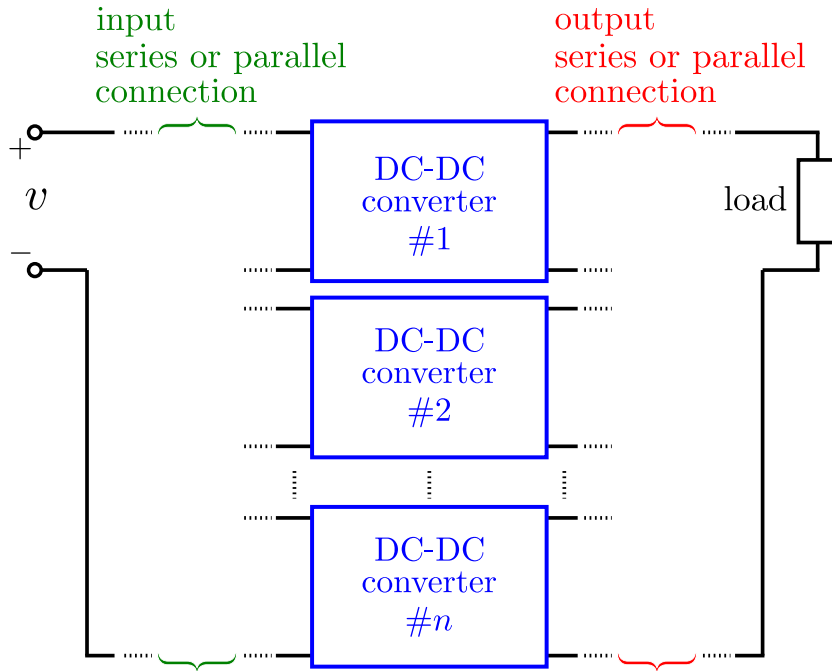 input
series or parallel
connection
output
series or parallel
connection
+
v
−
DC-DC
converter
#1
load
DC-DC
converter
#2
DC-DC
converter
#n